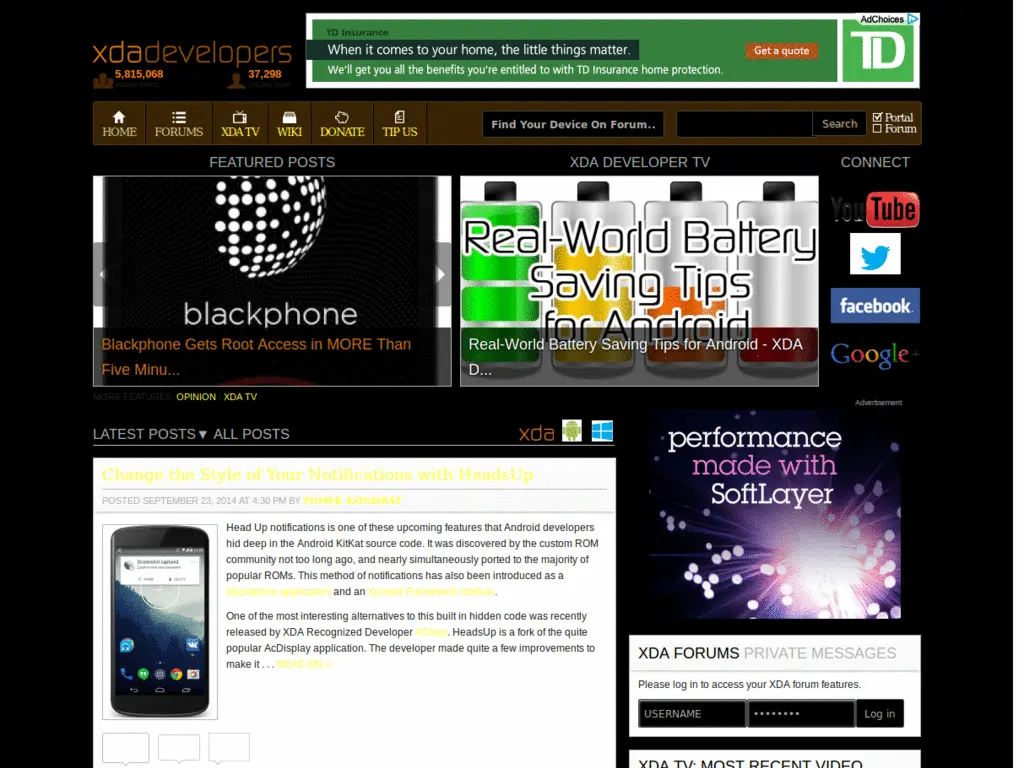 AdChoices
TD Insurance
When it comes to your home, the little things matter.
We'll get you all the benefits you're entitled to with TD Insurance home protection.
Get a quote
TD
xdadevelopers
5,815,068
37,298
HOME
FORUMS
XDA TV
WIKI
DONATE
TIP US
Find Your Device On Forum..
Search
Portal
Forum
FEATURED POSTS
XDA DEVELOPER TV
CONNECT
blackphone
Blackphone Gets Root Access in MORE Than
Five Minu...
Real-World Battery
Saving Tips
for Android
Real-World Battery Saving Tips for Android - XDA
D...
YouTube
facebook
Google+
MORE FEATURES: OPINION | XDA TV
Advertisement
LATEST POSTS▼ ALL POSTS
xda
performance
made with
SoftLayer
Change the Style of Your Notifications with HeadsUp
POSTED SEPTEMBER 23, 2014 AT 4:30 PM BY TOMEK KONDRAT
Head Up notifications is one of these upcoming features that Android developers
hid deep in the Android KitKat source code. It was discovered by the custom ROM
community not too long ago, and nearly simultaneously ported to the majority of
popular ROMs. This method of notifications has also been introduced as a
standalone application and an Xposed Framework module.
One of the most interesting alternatives to this built in hidden code was recently
released by XDA Recognized Developer . HeadsUp is a fork of the quite
popular AcDisplay application. The developer made quite a few improvements to
make it . . . READ ON »
XDA FORUMS PRIVATE MESSAGES
Please log in to access your XDA forum features.
USERNAME
••••••••
Log in
XDA TV: MOST RECENT VIDEO